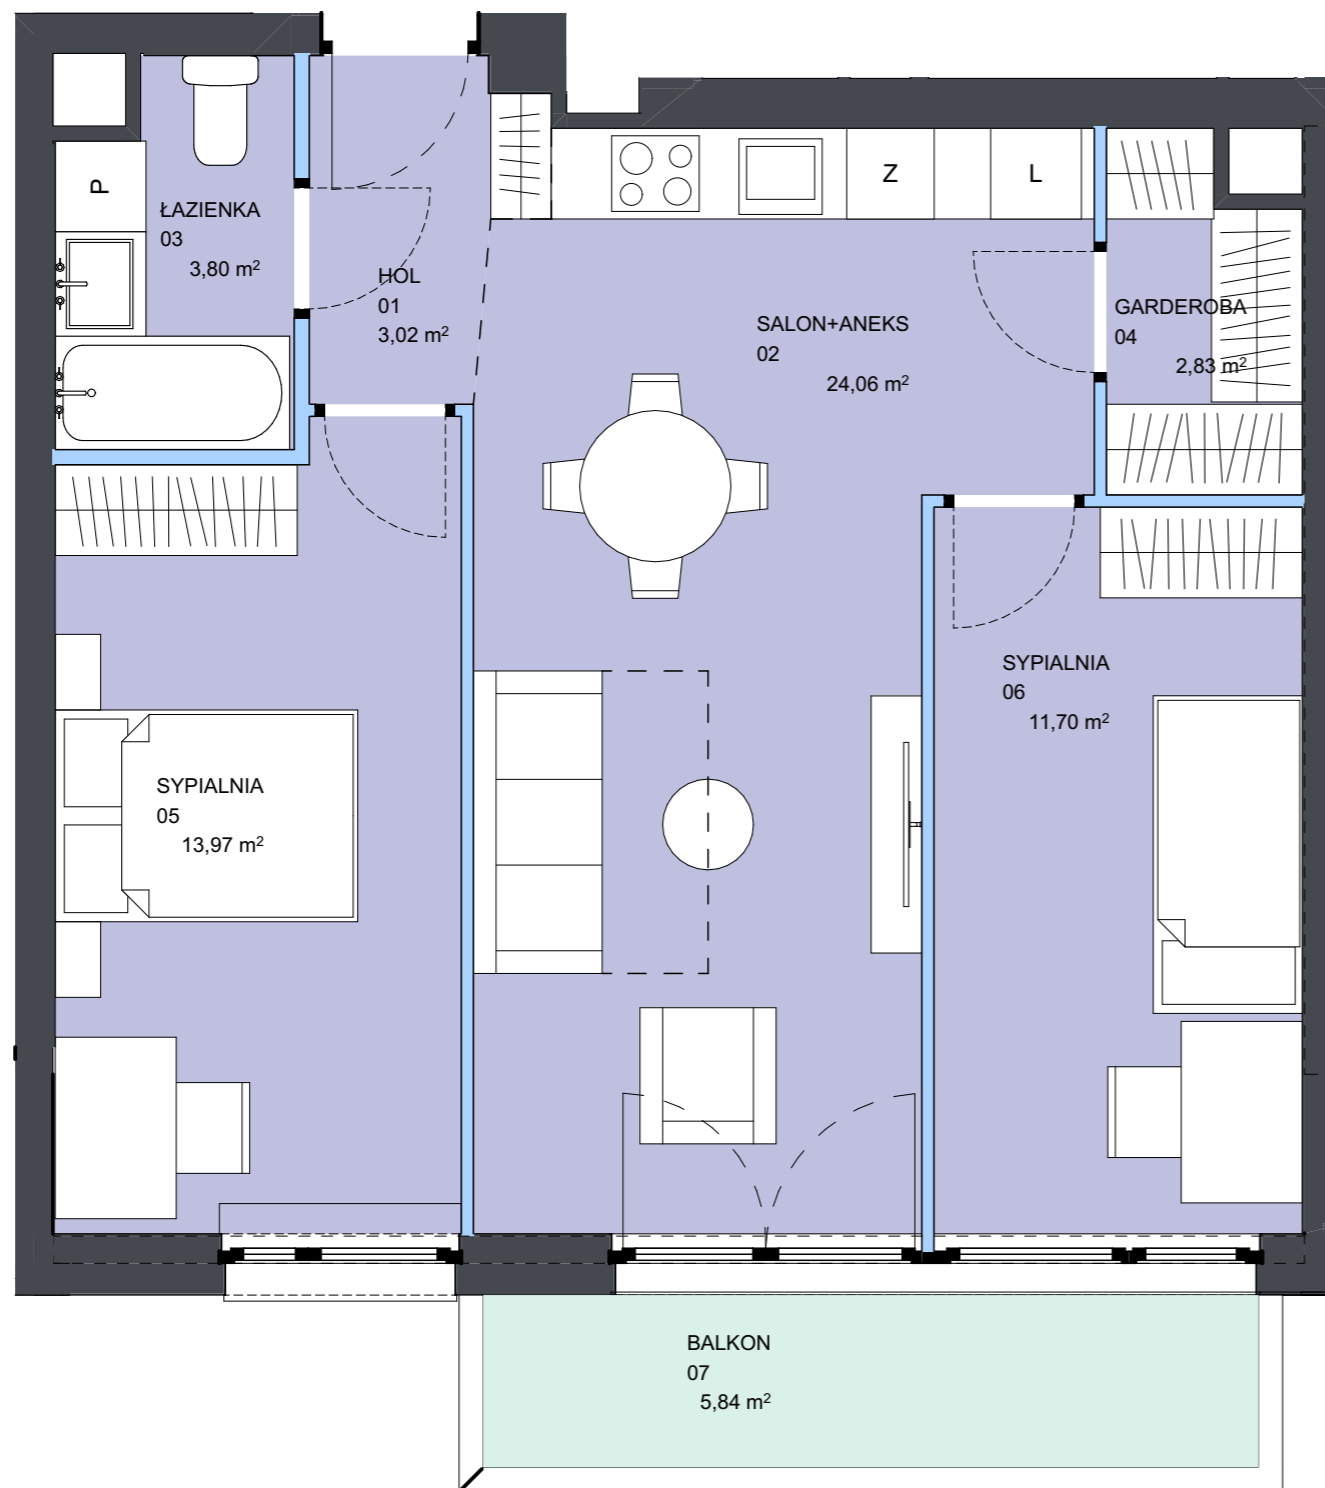 P
ŁAZIENKA
03
3,80 m²
HOL
01
3,02 m²
Z
L
SALON+ANEKS
02
24,06 m²
GARDEROBA
04
2,83 m²
SYPIALNIA
05
13,97 m²
SYPIALNIA
06
11,70 m²
BALKON
07
5,84 m²